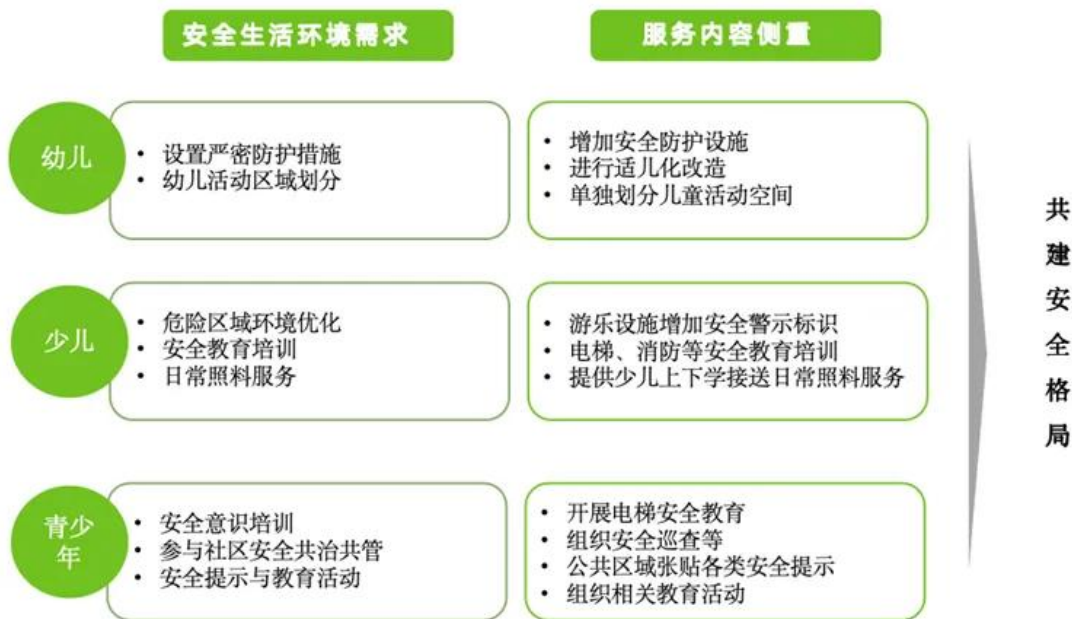 安全生活环境需求
服务内容侧重
幼儿
• 设置严密防护措施
• 幼儿活动区域划分
• 增加安全防护设施
• 进行适儿化改造
• 单独划分儿童活动空间
少儿
• 危险区域环境优化
• 安全教育培训
• 日常照料服务
• 游乐设施增加安全警示标识
• 电梯、消防等安全教育培训
• 提供少儿上下学接送日常照料服务
青少
年
• 安全意识培训
• 参与社区安全共治共管
• 安全提示与教育活动
• 开展电梯安全教育
• 组织安全巡查等
• 公共区域张贴各类安全提示
• 组织相关教育活动
共建安全格局